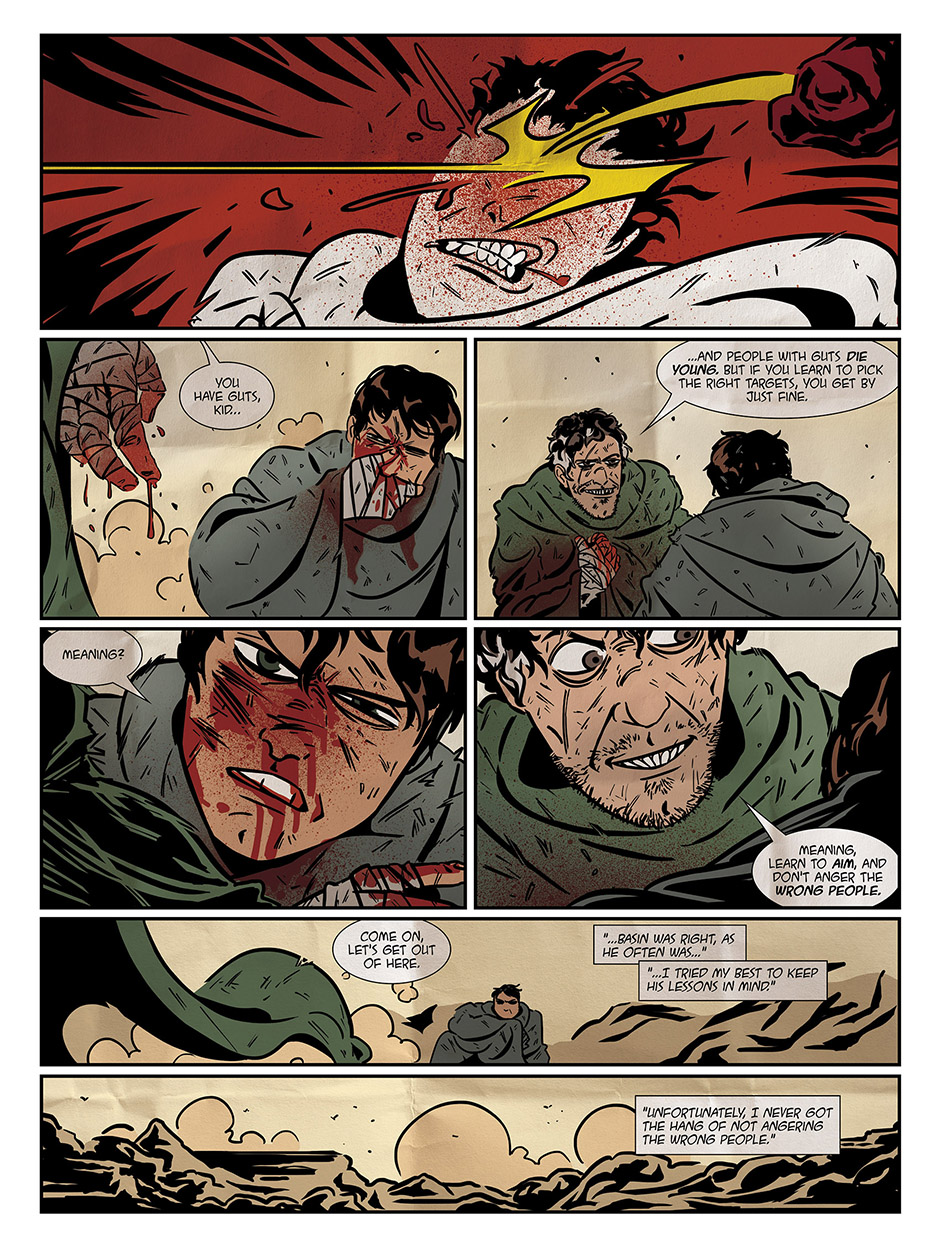 YOU
HAVE GUTS,
KID...
...AND PEOPLE WITH GUTS DIE
YOUNG. BUT IF YOU LEARN TO PICK
THE RIGHT TARGETS, YOU GET BY
JUST FINE.
MEANING?
MEANING,
LEARN TO AIM, AND
DON'T ANGER THE
WRONG PEOPLE.
COME ON,
LET'S GET OUT
OF HERE.
"...BASIN WAS RIGHT, AS
HE OFTEN WAS..."
"...I TRIED MY BEST TO KEEP
HIS LESSONS IN MIND."
"UNFORTUNATELY, I NEVER GOT
THE HANG OF NOT ANGERING
THE WRONG PEOPLE."